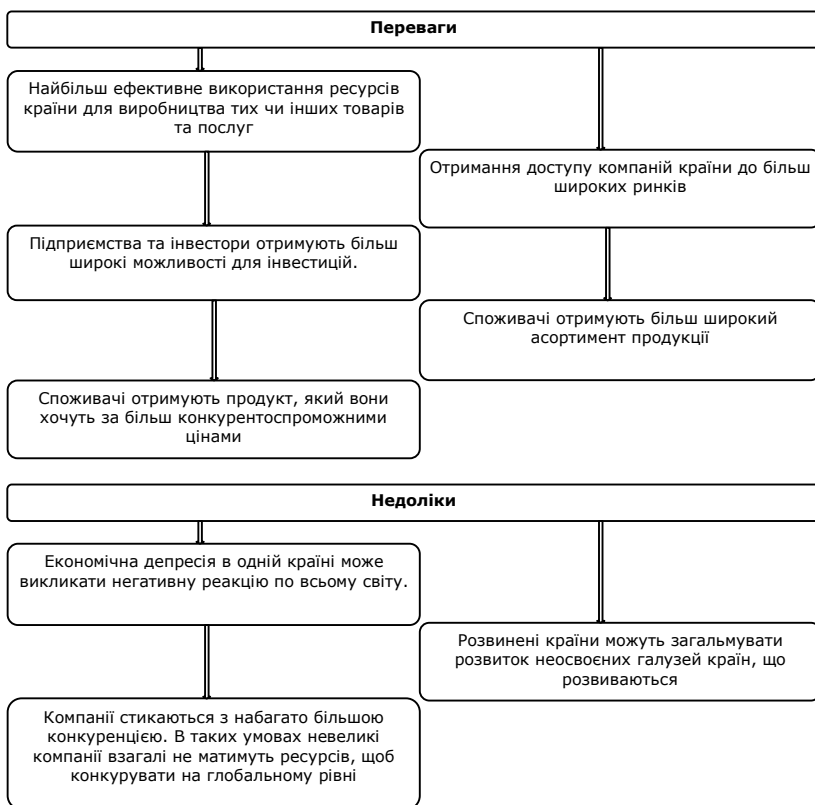 Переваги
Найбільш ефективне використання ресурсів
країни для виробництва тих чи інших товарів
та послуг
Отримання доступу компаній країни до більш
широких ринків
Підприємства та інвестори отримують більш
широкі можливості для інвестицій.
Споживачі отримують більш широкий
асортимент продукції
Споживачі отримують продукт, який вони
хочуть за більш конкурентоспроможними
цінами
Недоліки
Економічна депресія в одній країні може
викликати негативну реакцію по всьому світу.
Розвинені країни можуть загальмувати
розвиток неосвоєних галузей країн, що
розвиваються
Компанії стикаються з набагато більшою
конкуренцією. В таких умовах невеликі
компанії взагалі не матимуть ресурсів, щоб
конкурувати на глобальному рівні